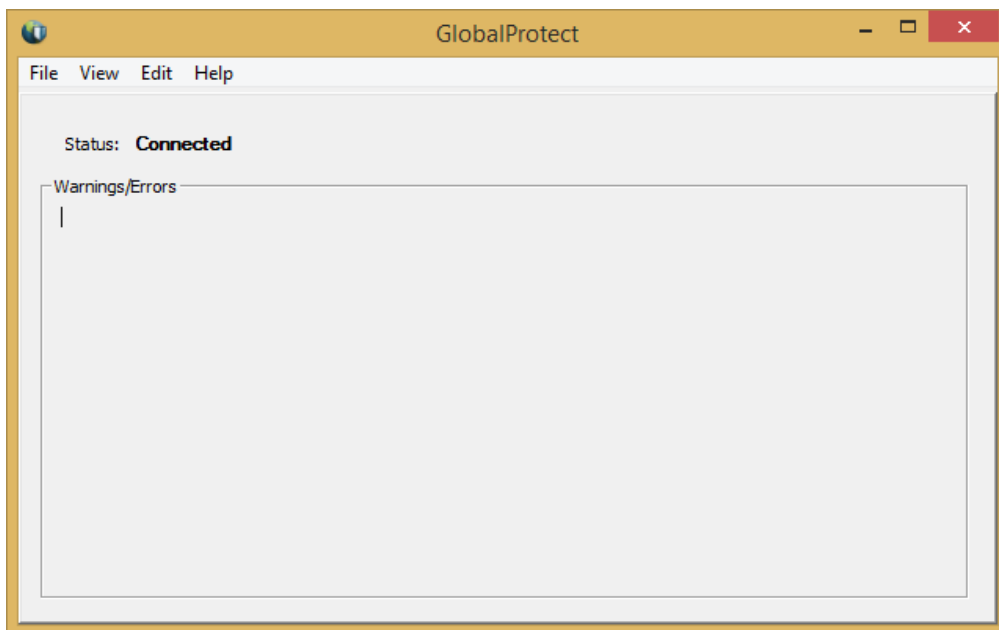 GlobalProtect
File View Edit Help
Status: Connected
Warnings/Errors